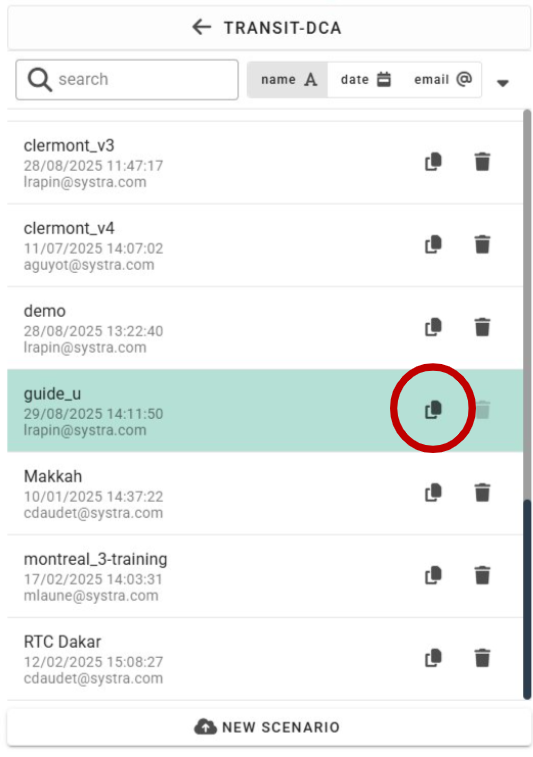 TRANSIT-DCA
search
name A date email @
clermont_v3
28/08/2025 11:47:17
lrapin@systra.com
clermont_v4
11/07/2025 14:07:02
aguyot@systra.com
demo
28/08/2025 13:22:40
lrapin@systra.com
guide_u
29/08/2025 14:11:50
lrapin@systra.com
Makkah
10/01/2025 14:37:22
cdaudet@systra.com
montreal_3-training
17/02/2025 14:03:31
mlaune@systra.com
RTC Dakar
12/02/2025 15:08:27
cdaudet@systra.com
NEW SCENARIO